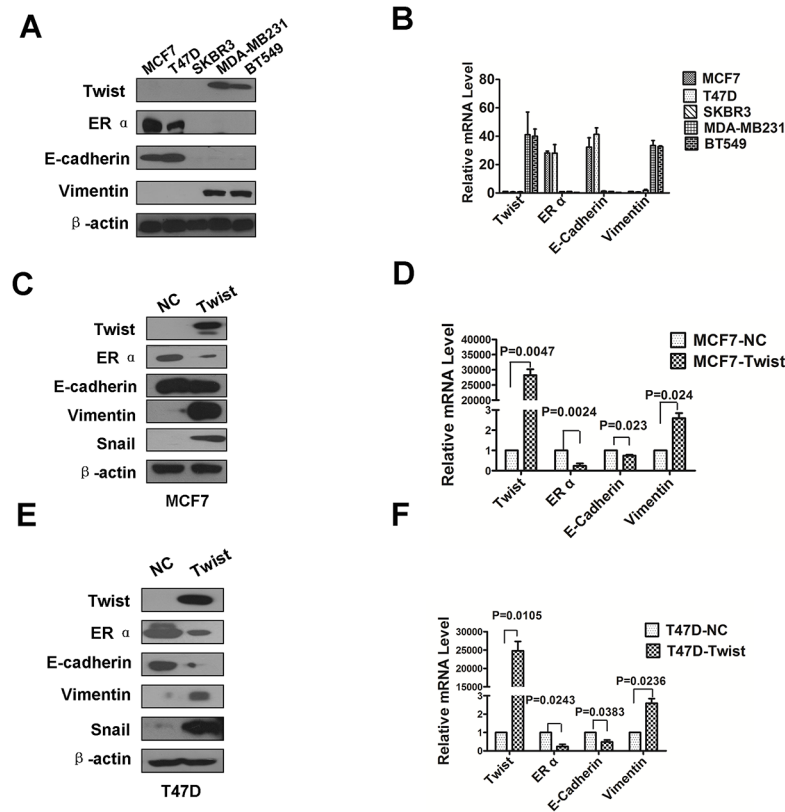 A
MCF7 T47D SKBR3 MDA-MB231 BT549
Twist
ER α
E-cadherin
Vimentin
β-actin
B
Relative mRNA Level
80
60
40
20
0
Twist ER α E-Cadherin Vimentin
MCF7
T47D
SKBR3
MDA-MB231
BT549
C
NC Twist
Twist
ER α
E-cadherin
Vimentin
Snail
β-actin
MCF7
D
Relative mRNA Level
40000
35000
30000
25000
20000
15000
10000
3
2
1
0
P=0.0047
P=0.0024
P=0.023
P=0.024
MCF7-NC
MCF7-Twist
Twist ER α E-Cadherin Vimentin
E
NC Twist
Twist
ER α
E-cadherin
Vimentin
Snail
β-actin
T47D
F
Relative mRNA Level
30000
25000
20000
15000
10000
3
2
1
0
P=0.0105
P=0.0243
P=0.0383
P=0.0236
T47D-NC
T47D-Twist
Twist ER α E-Cadherin Vimentin